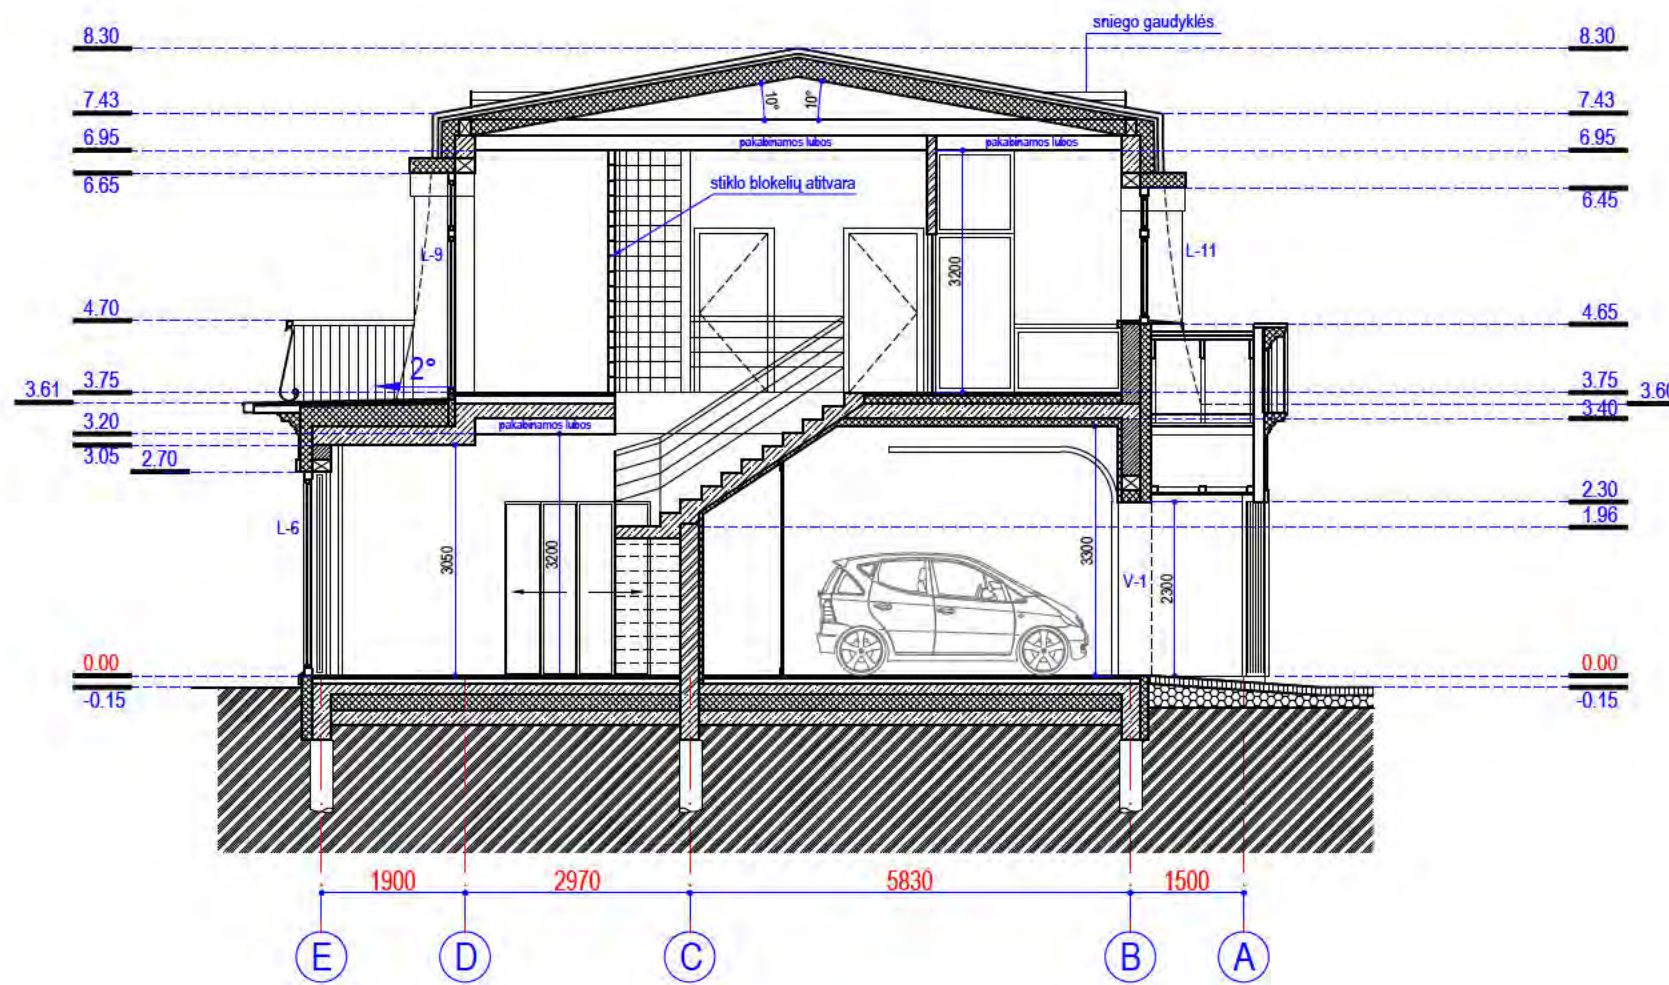 sniego gaudyklės
8.30
8.30
7.43
10°
10°
7.43
6.95
pakabinamos lubos
pakabinamos lubos
6.95
6.65
stiklo blokelių atitvara
6.45
L-9
L-11
3200
4.70
4.65
2°
3.75
3.75
3.61
3.60
3.40
3.20
pakabinamos lubos
3.05
2.70
2.30
1.96
L-6
3050
3200
3300
V-1
2300
0.00
0.00
-0.15
-0.15
1900
2970
5830
1500
E
D
C
B
A